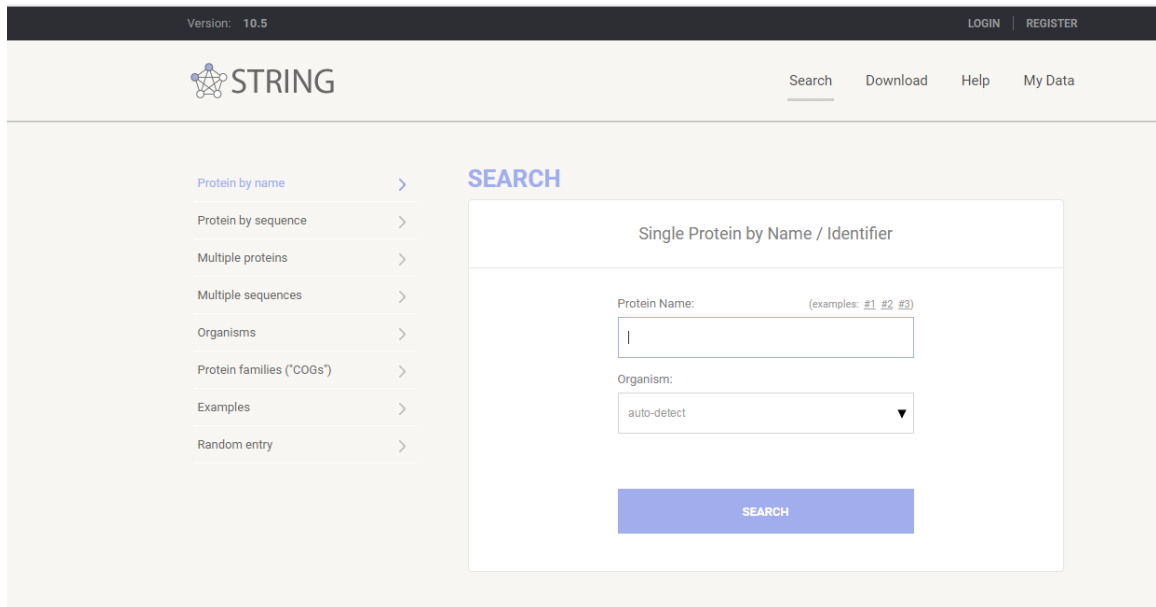 Version: 10.5 LOGIN REGISTER
STRING Search Download Help My Data
Protein by name
Protein by sequence
Multiple proteins
Multiple sequences
Organisms
Protein families ("COGs")
Examples
Random entry
SEARCH
Single Protein by Name / Identifier
Protein Name: (examples: #1 #2 #3)
Organism:
auto-detect
SEARCH